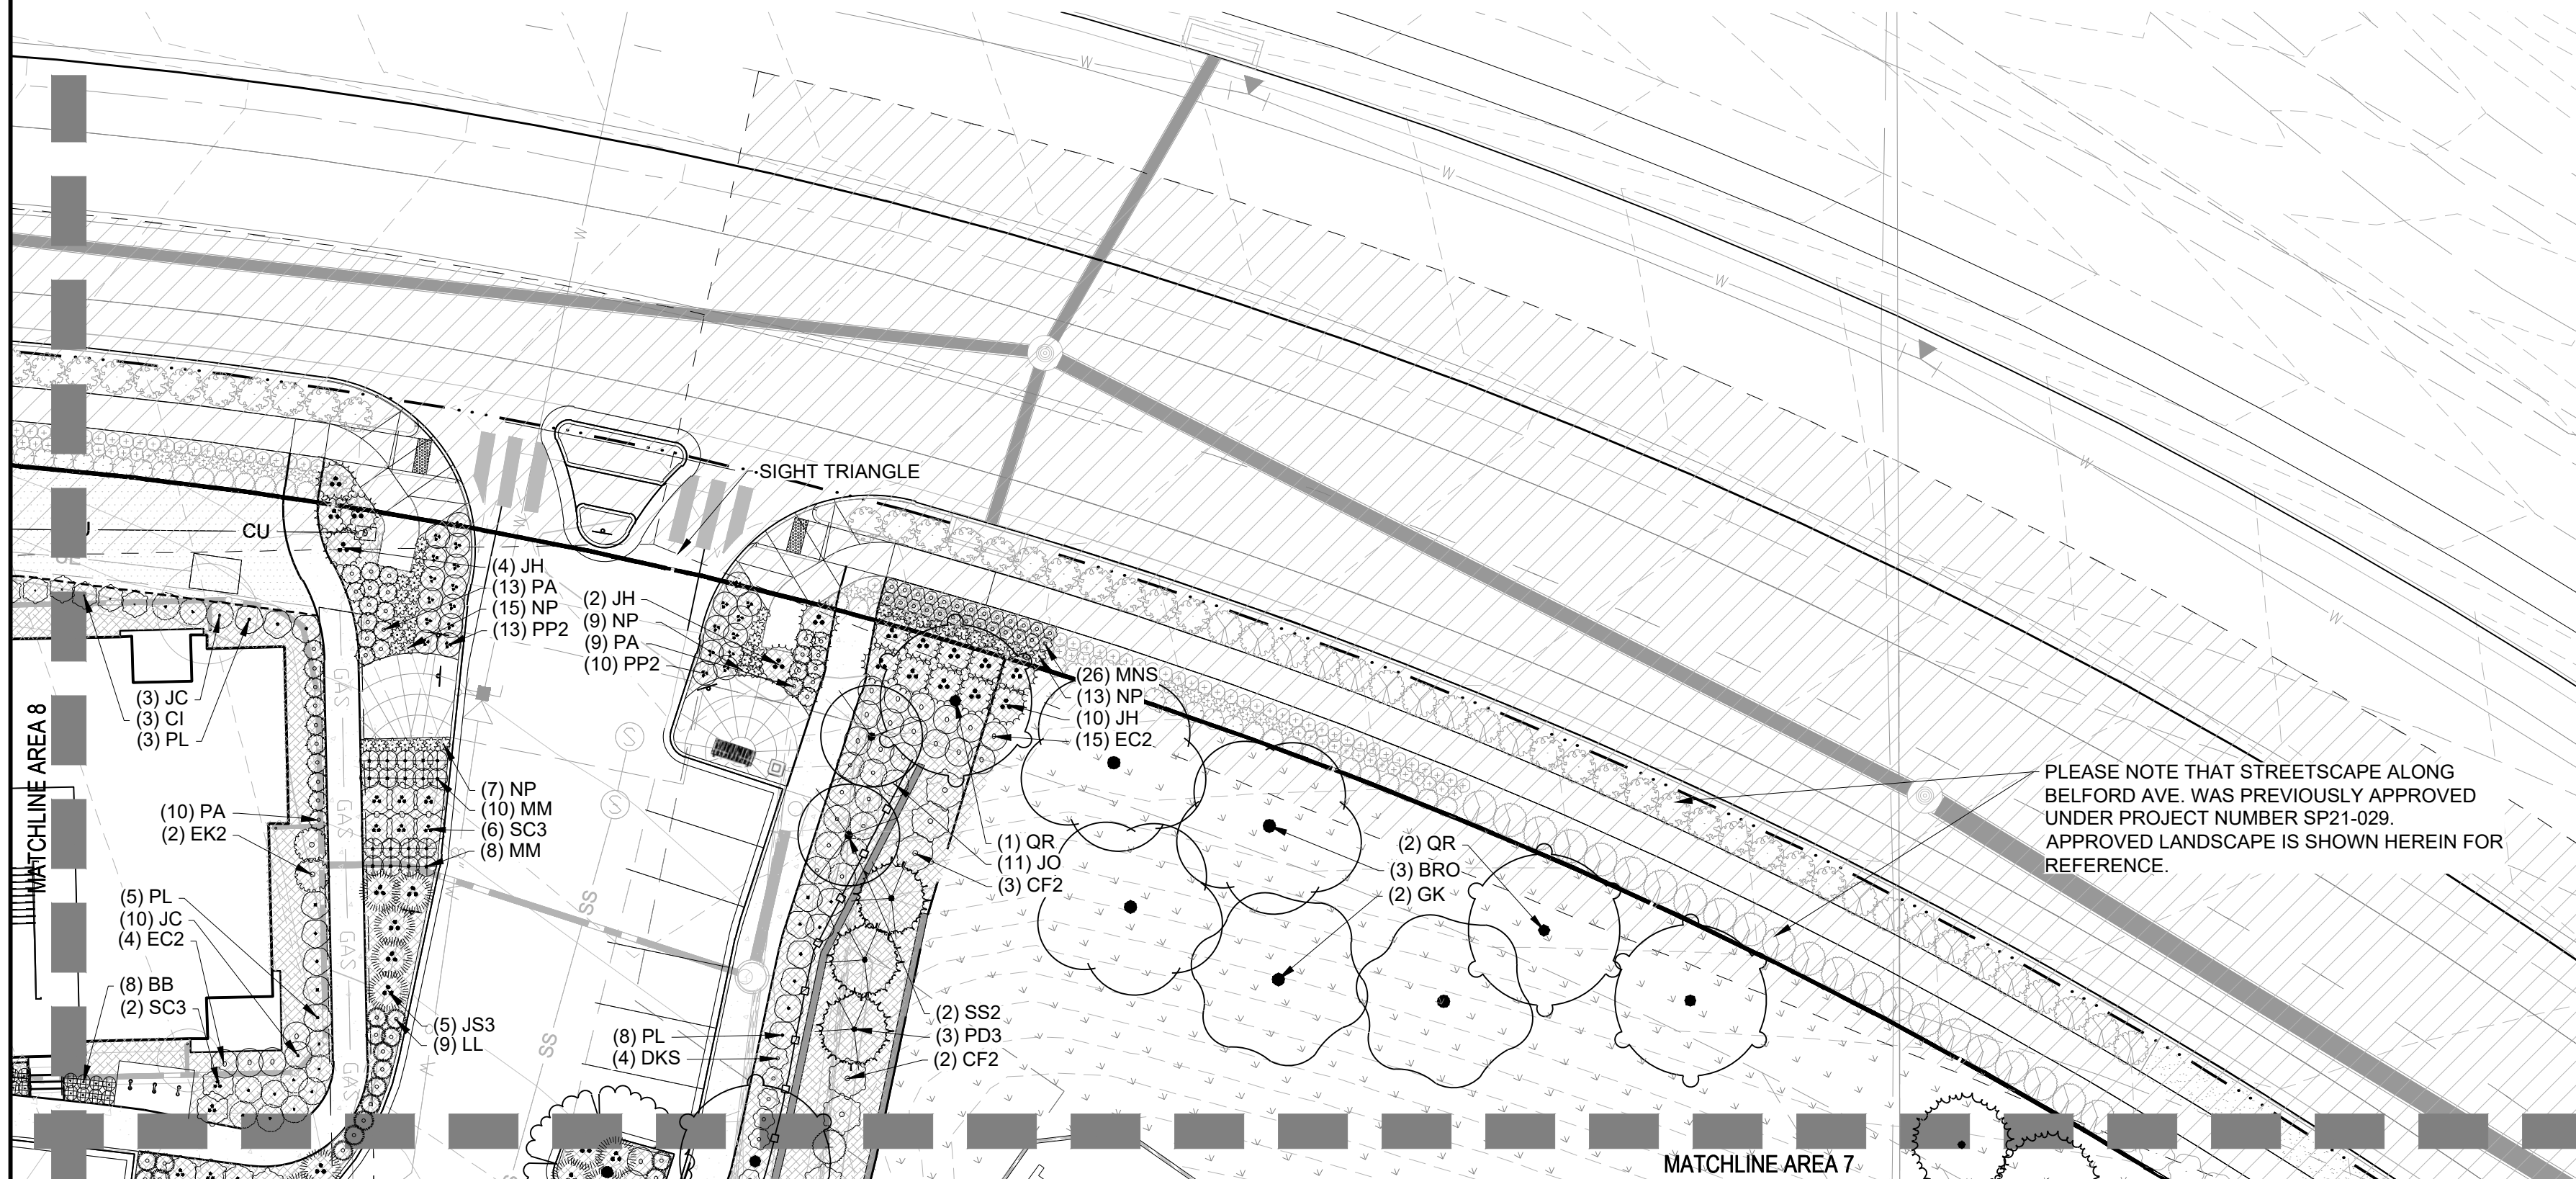 W
W
W
W
W
W
W
SIGHT TRIANGLE
CU
W
(4) JH
(13) PA
(15) NP
(13) PP2
(2) JH
(9) NP
(9) PA
(10) PP2
(26) MNS
(13) NP
(10) JH
(15) EC2
(3) JC
(3) CI
(3) PL
MATCHLINE AREA 8
GAS
GAS
GAS
GAS
(7) NP
(10) MM
(6) SC3
(8) MM
(10) PA
(2) EK2
PLEASE NOTE THAT STREETSCAPE ALONG
BELFORD AVE. WAS PREVIOUSLY APPROVED
UNDER PROJECT NUMBER SP21-029.
APPROVED LANDSCAPE IS SHOWN HEREIN FOR
REFERENCE.
(1) QR
(11) JO
(3) CF2
(2) QR
(3) BRO
(2) GK
(5) PL
(10) JC
(4) EC2
SS
SS
(8) BB
(2) SC3
(5) JS3
(9) LL
W
W
(8) PL
(4) DKS
(2) SS2
(3) PD3
(2) CF2
MATCHLINE AREA 7